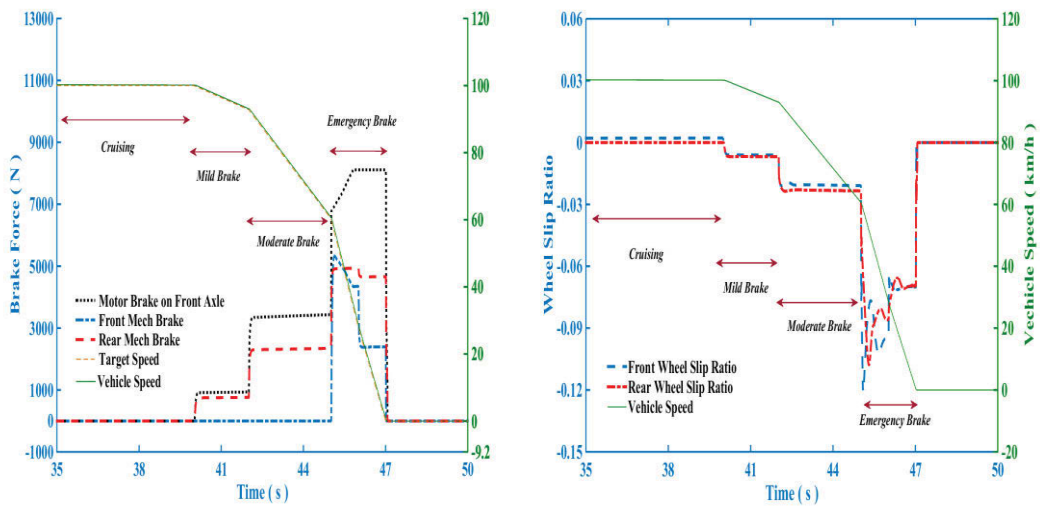 13000
11000
9000
7000
5000
3000
1000
0
-1000
Brake Force ( N )
120
100
80
60
40
20
0
-9.2
Cruising
Mild Brake
Moderate Brake
Emergency Brake
Motor Brake on Front Axle
Front Mech Brake
Rear Mech Brake
Target Speed
Vehicle Speed
35 38 41 44 47 50
Time ( s )
0.06
0.03
0
-0.03
-0.06
-0.09
-0.12
-0.15
Wheel Slip Ratio
120
100
80
60
40
20
0
-20
Vechicle Speed ( km/h )
Cruising
Mild Brake
Moderate Brake
Emergency Brake
Front Wheel Slip Ratio
Rear Wheel Slip Ratio
Vehicle Speed
35 38 41 44 47 50
Time ( s )